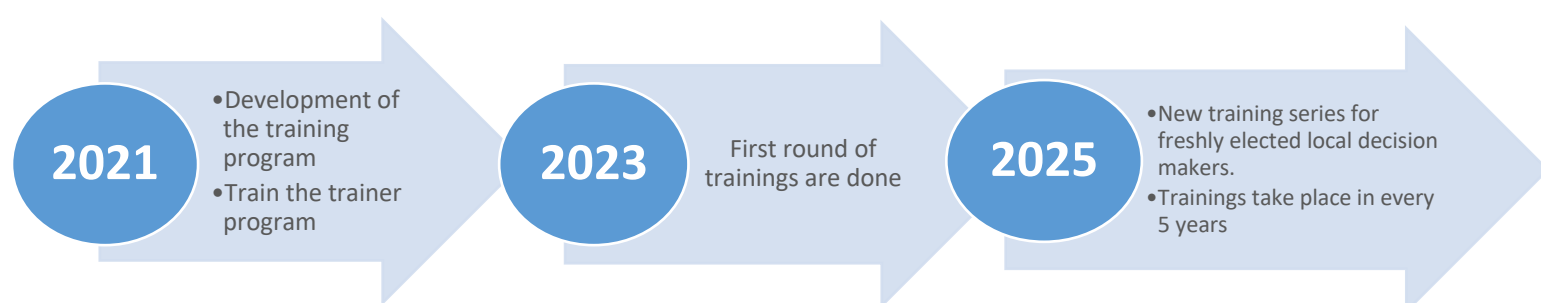 2021
•Development of
the training
program
•Train the trainer
program
2023
First round of
trainings are done
2025
•New training series for
freshly elected local decision
makers.
•Trainings take place in every
5 years